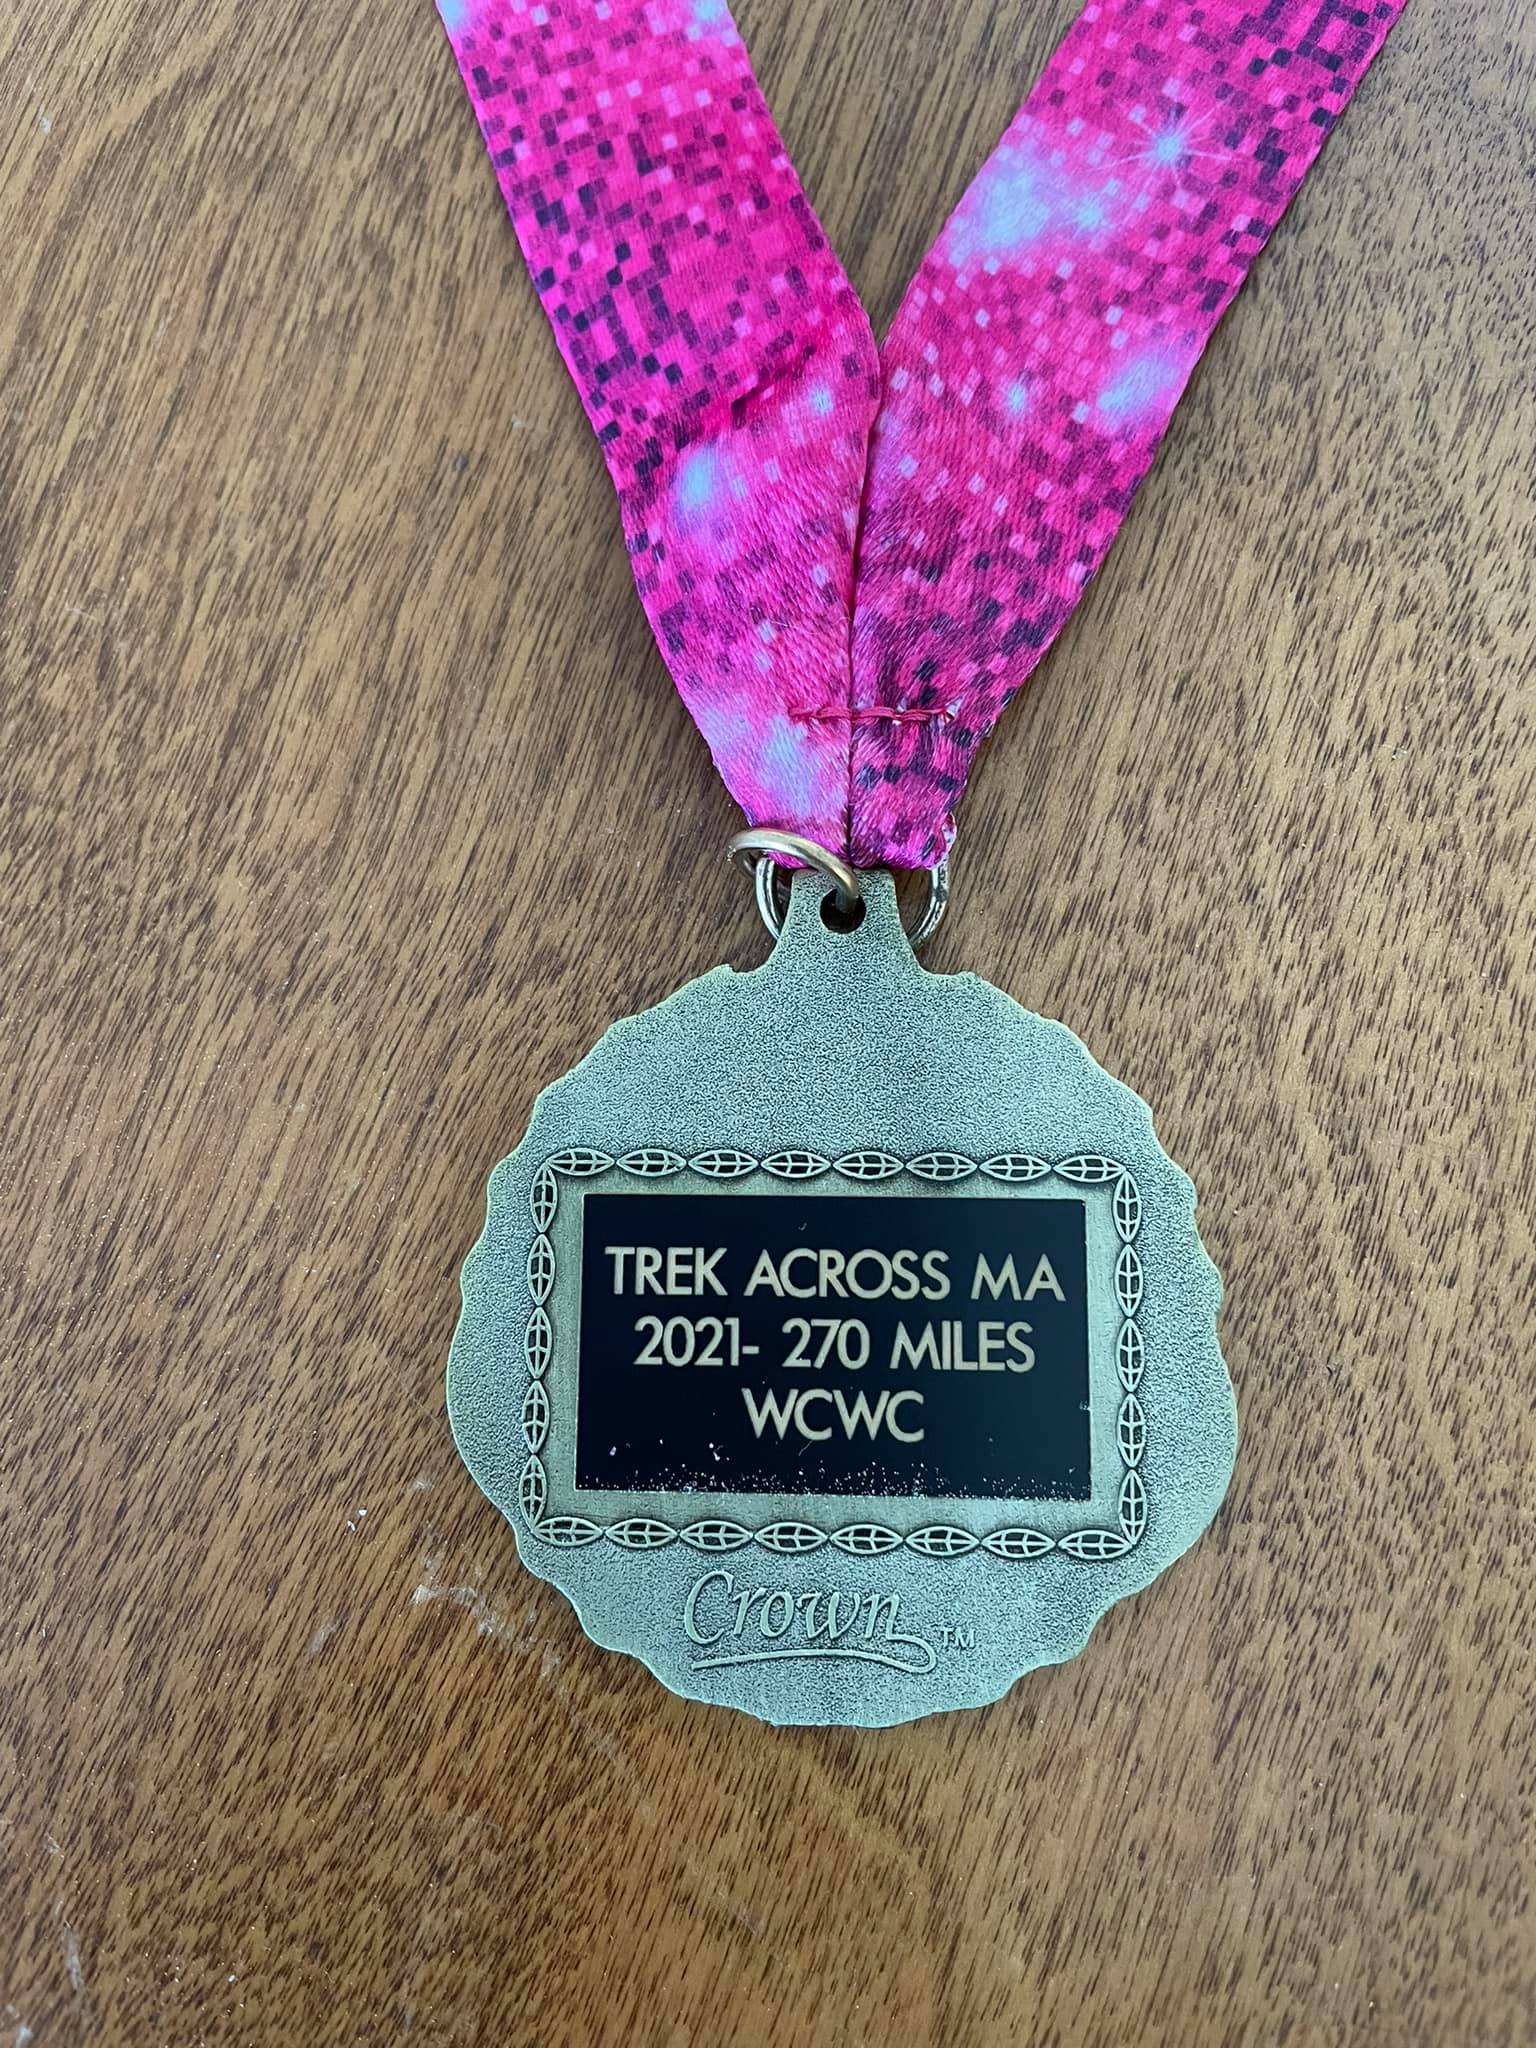 TREK ACROSS MA
2021- 270 MILES
WCWC
Crown™